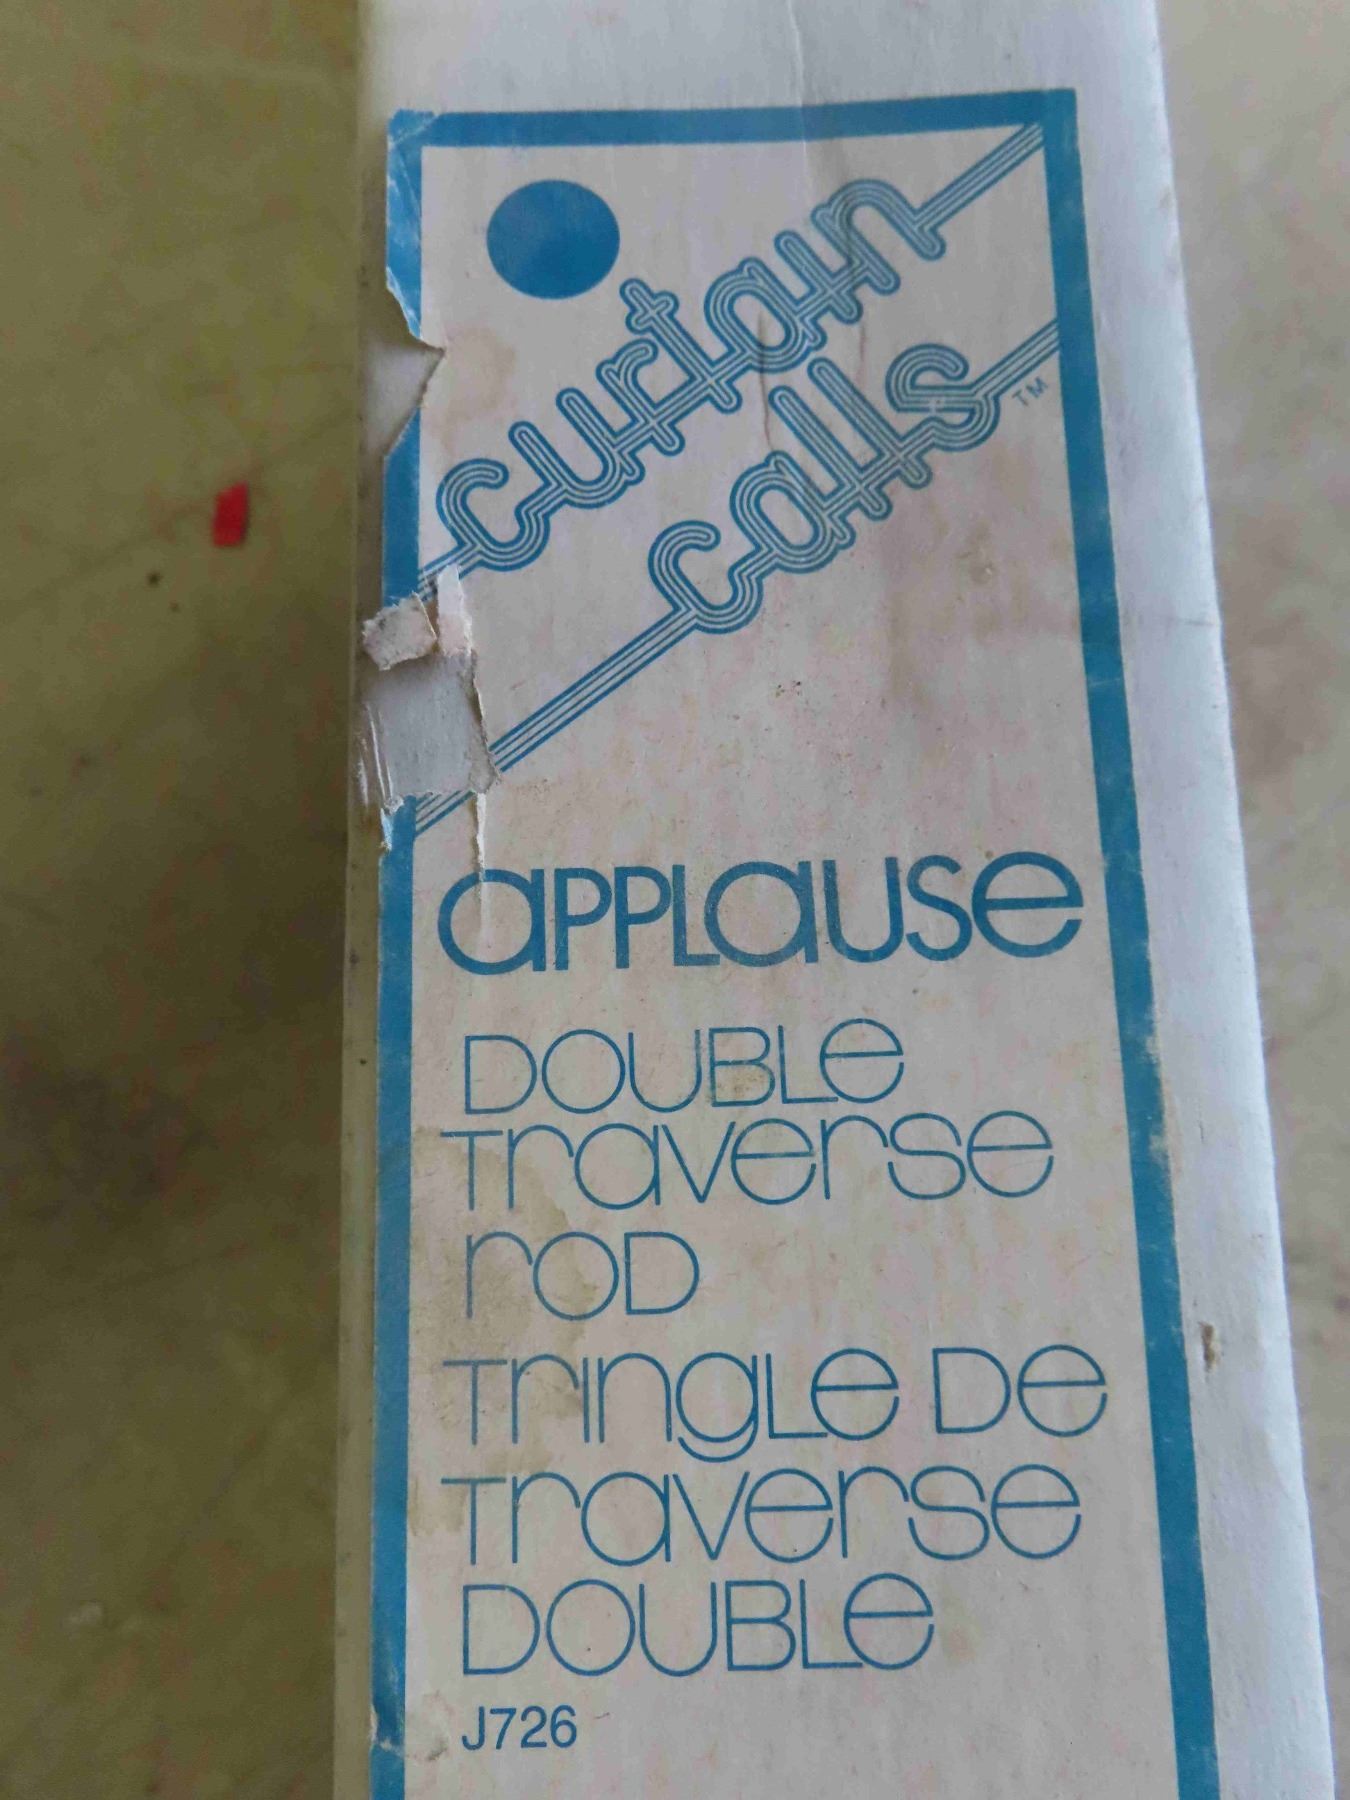 curtain
calls TM
aPPLause
DOUBLe
Traverse
rOD
TringLe De
Traverse
DOUBLe
J726